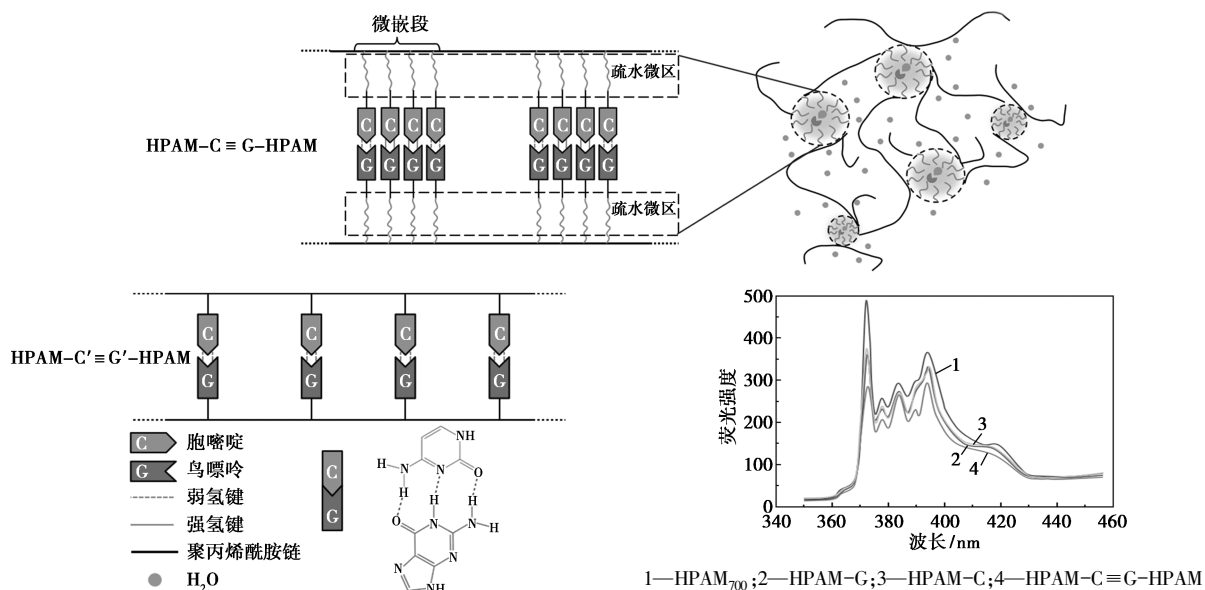 微嵌段
疏水微区
C C C C C C C C
HPAM-C≡G-HPAM
G G G G G G G G
疏水微区
C C C C
HPAM-C′≡G′-HPAM
G G G G
C 胞嘧啶
G 鸟嘌呤
弱氢键
强氢键
聚丙烯酰胺链
H₂O
C
G
NH
H N N O
H H H
O N N H
N N
NH
500
400
300
200
100
0
荧光强度
1
3
2
4
340 360 380 400 420 440 460
波长/nm
1—HPAM₇₀₀;2—HPAM-G;3—HPAM-C;4—HPAM-C≡G-HPAM